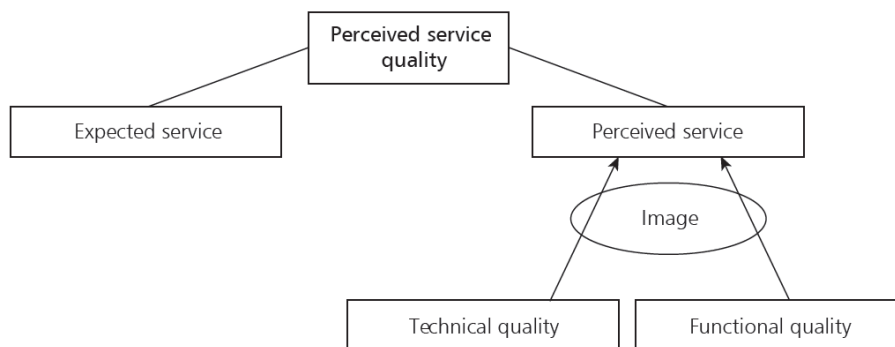 Perceived service
quality
Expected service
Perceived service
Image
Technical quality
Functional quality